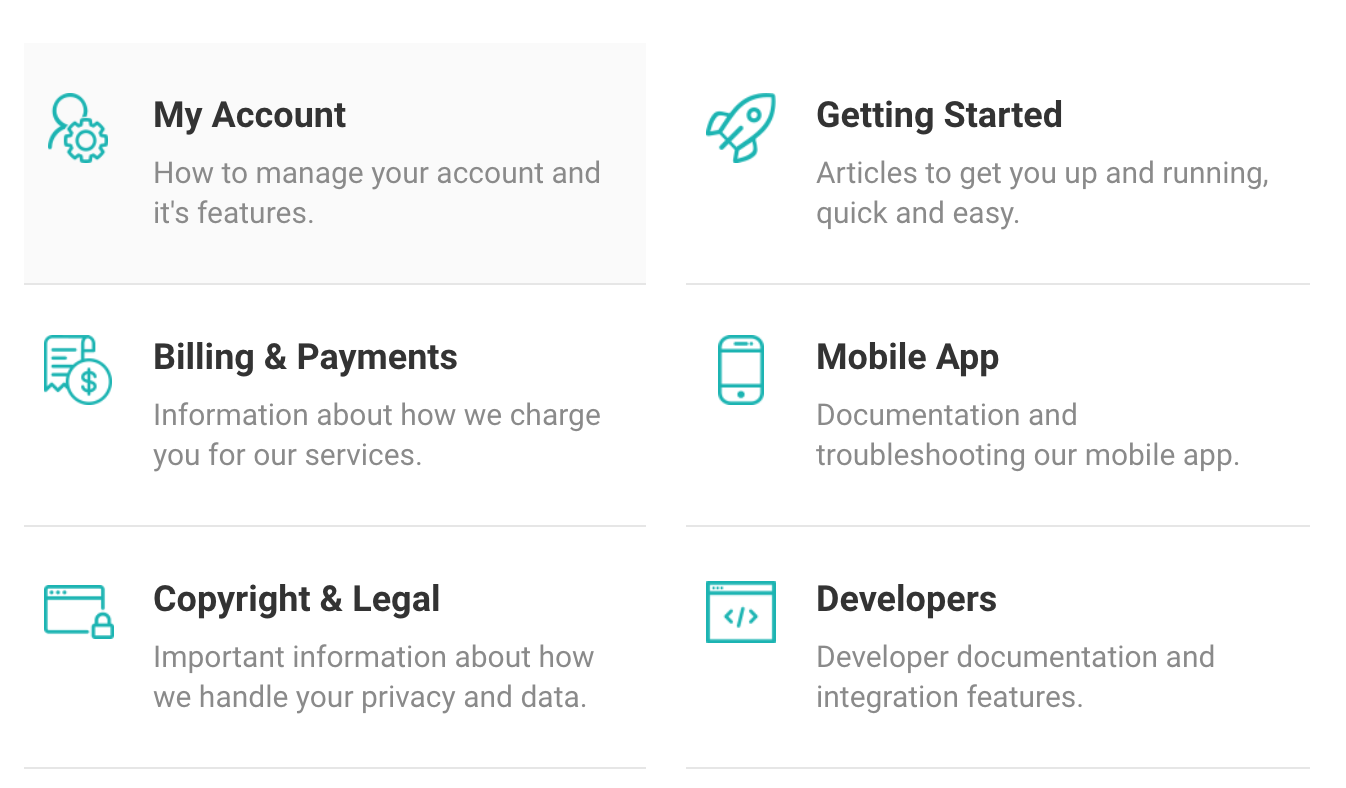 My Account
How to manage your account and
it's features.
Getting Started
Articles to get you up and running,
quick and easy.
Billing & Payments
Information about how we charge
you for our services.
Mobile App
Documentation and
troubleshooting our mobile app.
Copyright & Legal
Important information about how
we handle your privacy and data.
Developers
Developer documentation and
integration features.